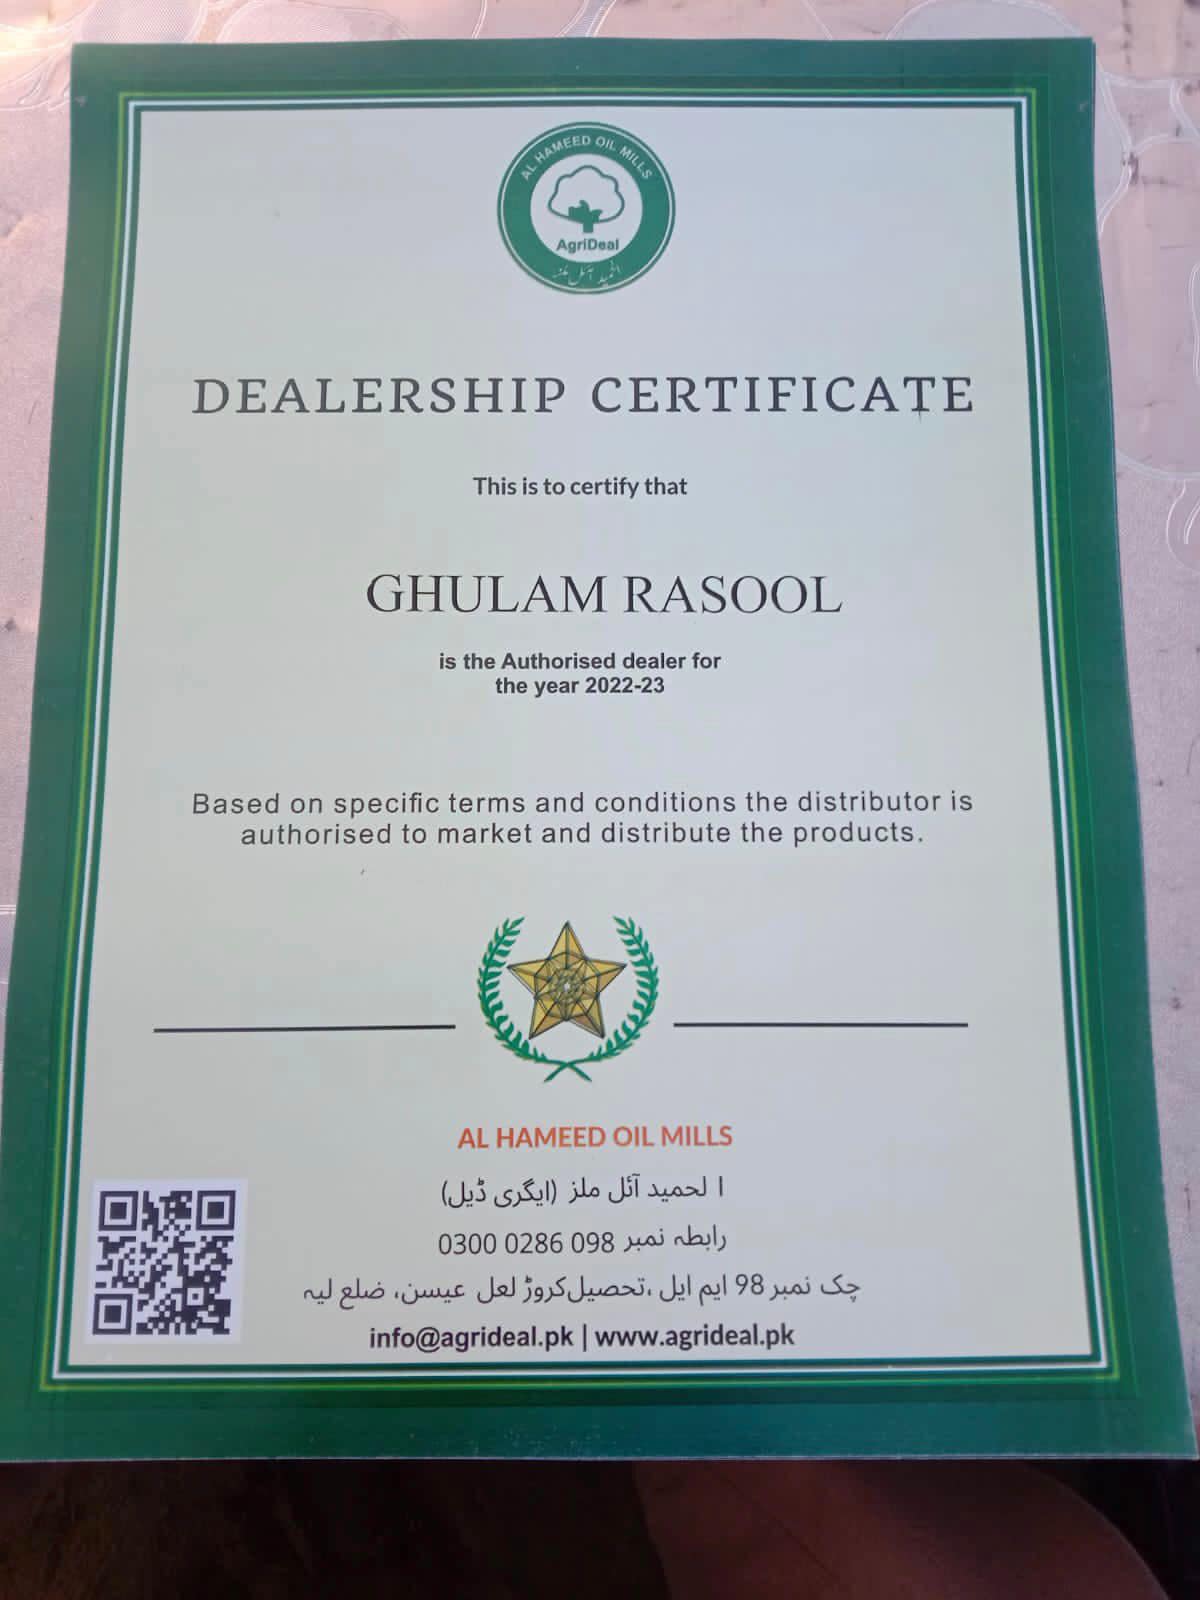 AL HAMEED OIL MILLS
AgriDeal
الحمید آئل ملز
DEALERSHIP CERTIFICATE
This is to certify that
GHULAM RASOOL
is the Authorised dealer for
the year 2022-23
Based on specific terms and conditions the distributor is
authorised to market and distribute the products.
AL HAMEED OIL MILLS
ا لحمید آئل ملز (ایگری ڈیل)
رابطہ نمبر 098 0286 0300
چک نمبر 98 ایم ایل ،تحصیل کروڑ لعل عیسن، ضلع لیہ
info@agrideal.pk | www.agrideal.pk